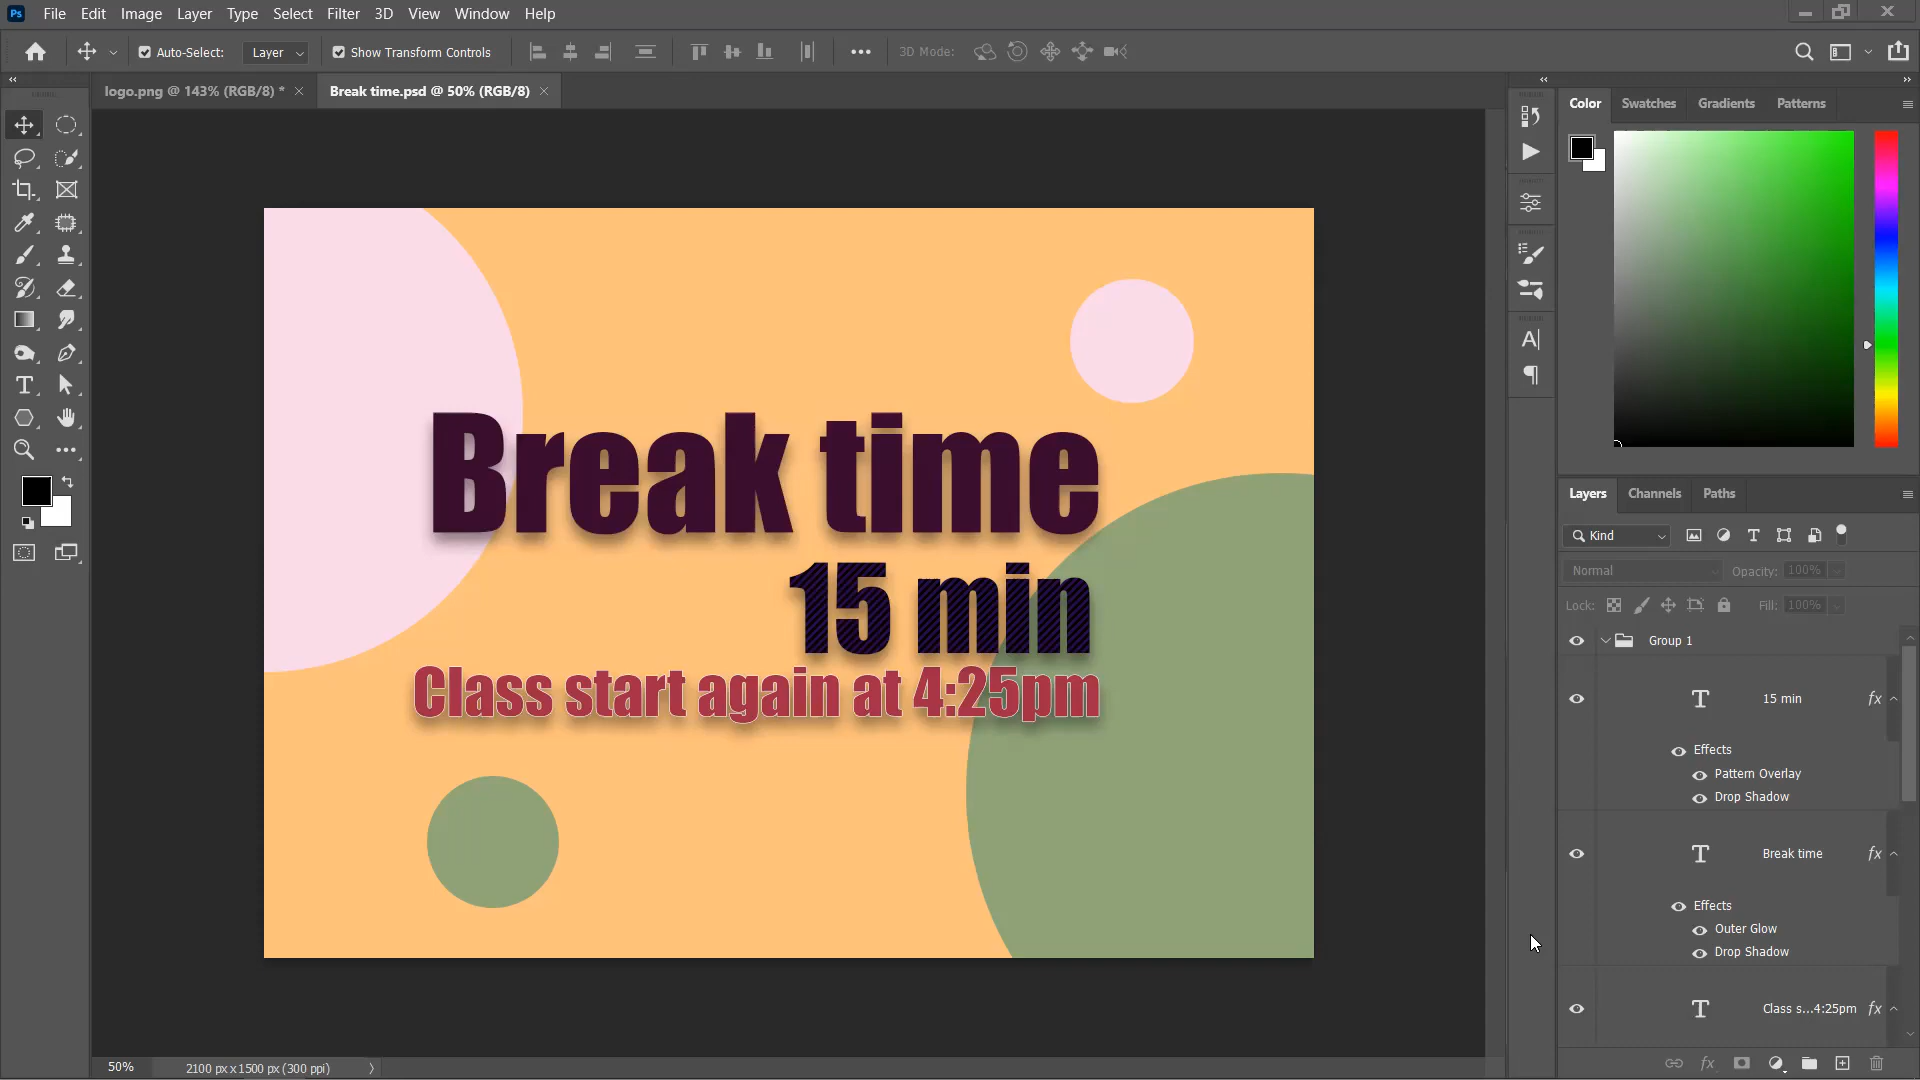 Ps File Edit Image Layer Type Select Filter 3D View Window Help
Auto-Select: Layer Show Transform Controls 3D Mode:
logo.png @ 143% (RGB/8) * Break time.psd @ 50% (RGB/8)
Color Swatches Gradients Patterns
Break time
15 min
Class start again at 4:25pm
Layers Channels Paths
Kind
Normal Opacity: 100%
Lock: Fill: 100%
Group 1
15 min fx
Effects
Pattern Overlay
Drop Shadow
Break time fx
Effects
Outer Glow
Drop Shadow
Class s...4:25pm fx
50% 2100 px x 1500 px (300 ppi)